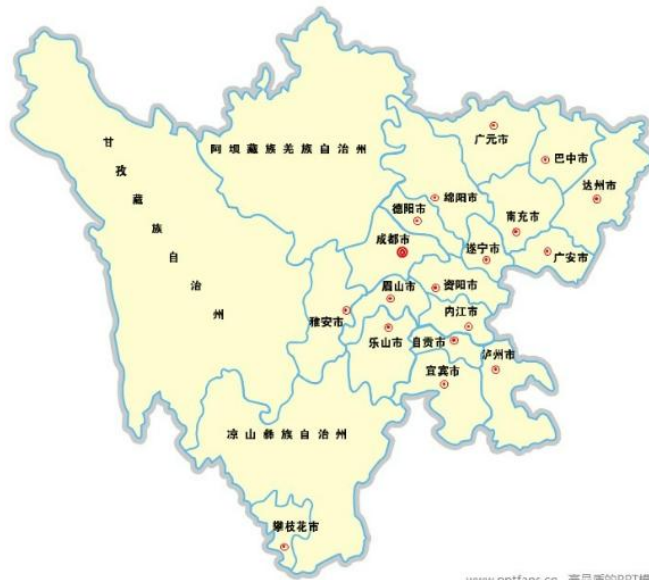 甘孜藏族自治州
阿坝藏族羌族自治州
广元市
巴中市
达州市
绵阳市
德阳市
南充市
成都市
遂宁市
广安市
资阳市
眉山市
雅安市
内江市
乐山市
自贡市
泸州市
宜宾市
凉山彝族自治州
攀枝花市